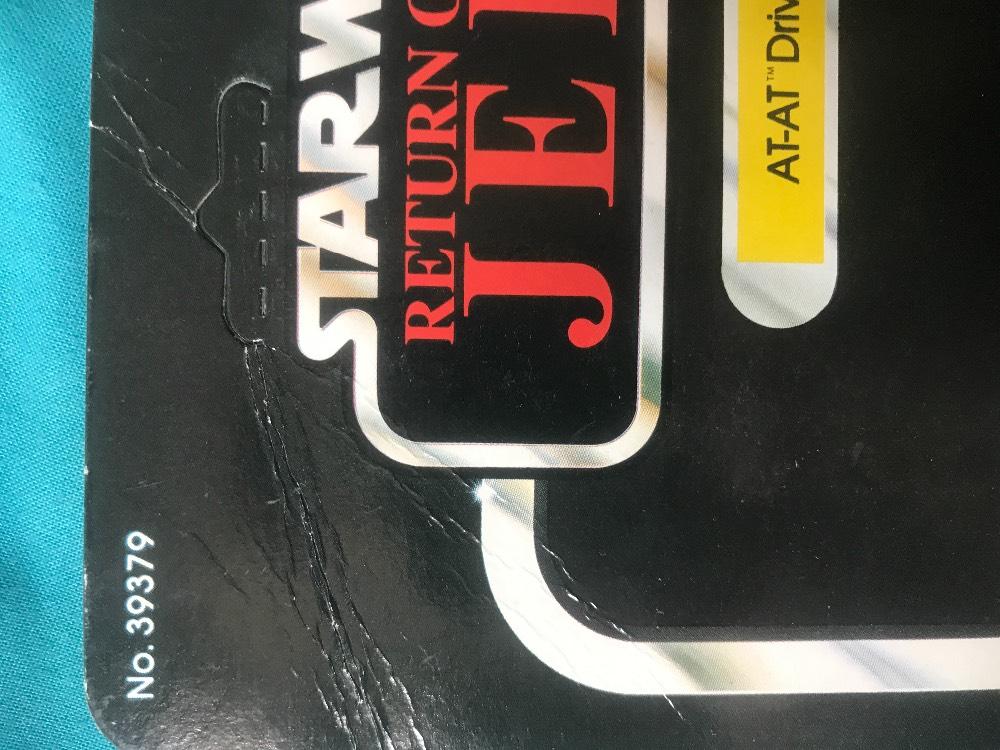 No. 39379
STAR W
RETURN
JE
AT-AT™ Driv